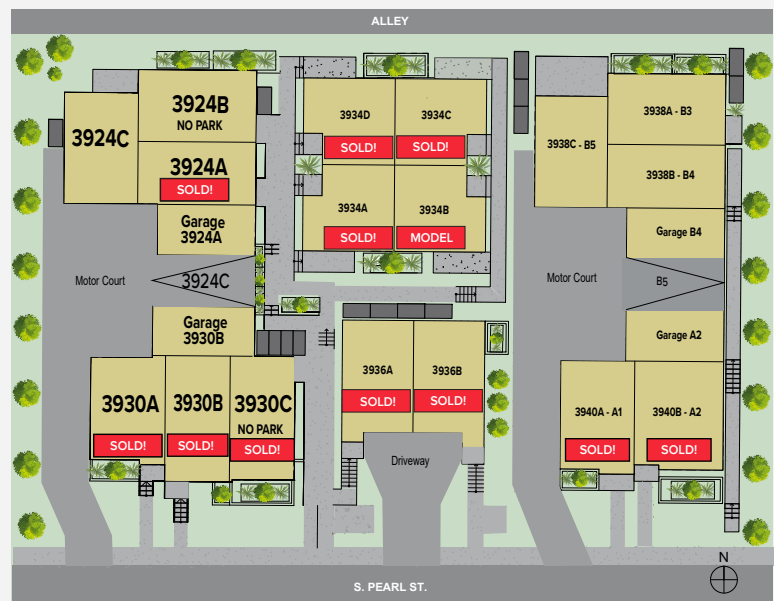 ALLEY
3924B
NO PARK
3924C
3924A
SOLD!
Garage
3924A
Motor Court
3924C
Garage
3930B
3930A
SOLD!
3930B
SOLD!
3930C
NO PARK
SOLD!
3934D
SOLD!
3934C
SOLD!
3934A
SOLD!
3934B
MODEL
3936A
SOLD!
3936B
SOLD!
Driveway
3938A - B3
3938C - B5
3938B - B4
Garage B4
Motor Court
B5
Garage A2
3940A - A1
SOLD!
3940B - A2
SOLD!
N
S. PEARL ST.